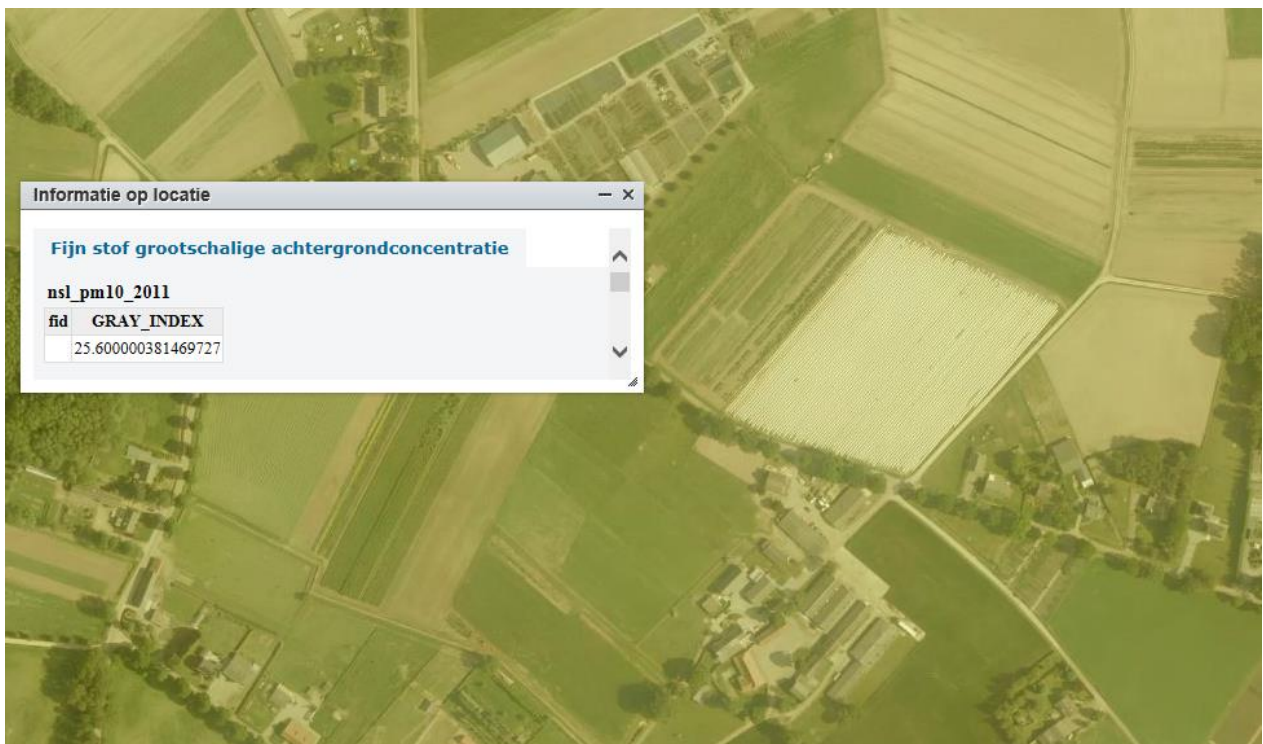 Informatie op locatie
Fijn stof grootschalige achtergrondconcentratie
nsl_pm10_2011
fid GRAY_INDEX
25.600000381469727